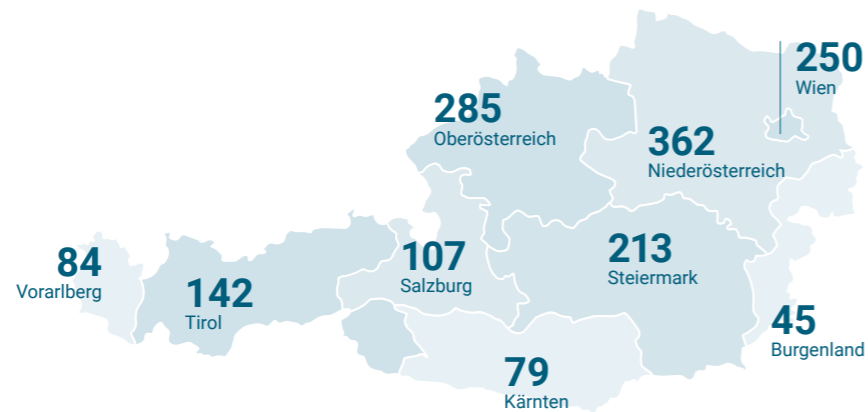 250
Wien
285
Oberösterreich
362
Niederösterreich
84
Vorarlberg
142
Tirol
107
Salzburg
213
Steiermark
45
Burgenland
79
Kärnten